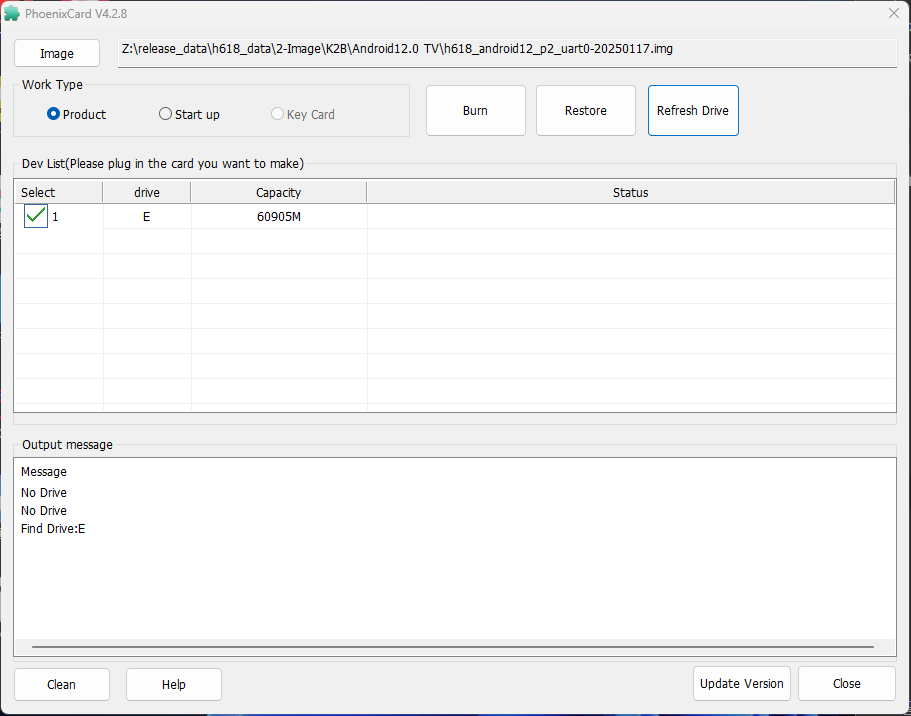 PhoenixCard V4.2.8
Image
Z:\release_data\h618_data\2-Image\K2B\Android12.0 TV\h618_android12_p2_uart0-20250117.img
Work Type
Product Start up Key Card
Burn Restore Refresh Drive
Dev List(Please plug in the card you want to make)
Select drive Capacity Status
1 E 60905M
Output message
Message
No Drive
No Drive
Find Drive:E
Clean Help Update Version Close